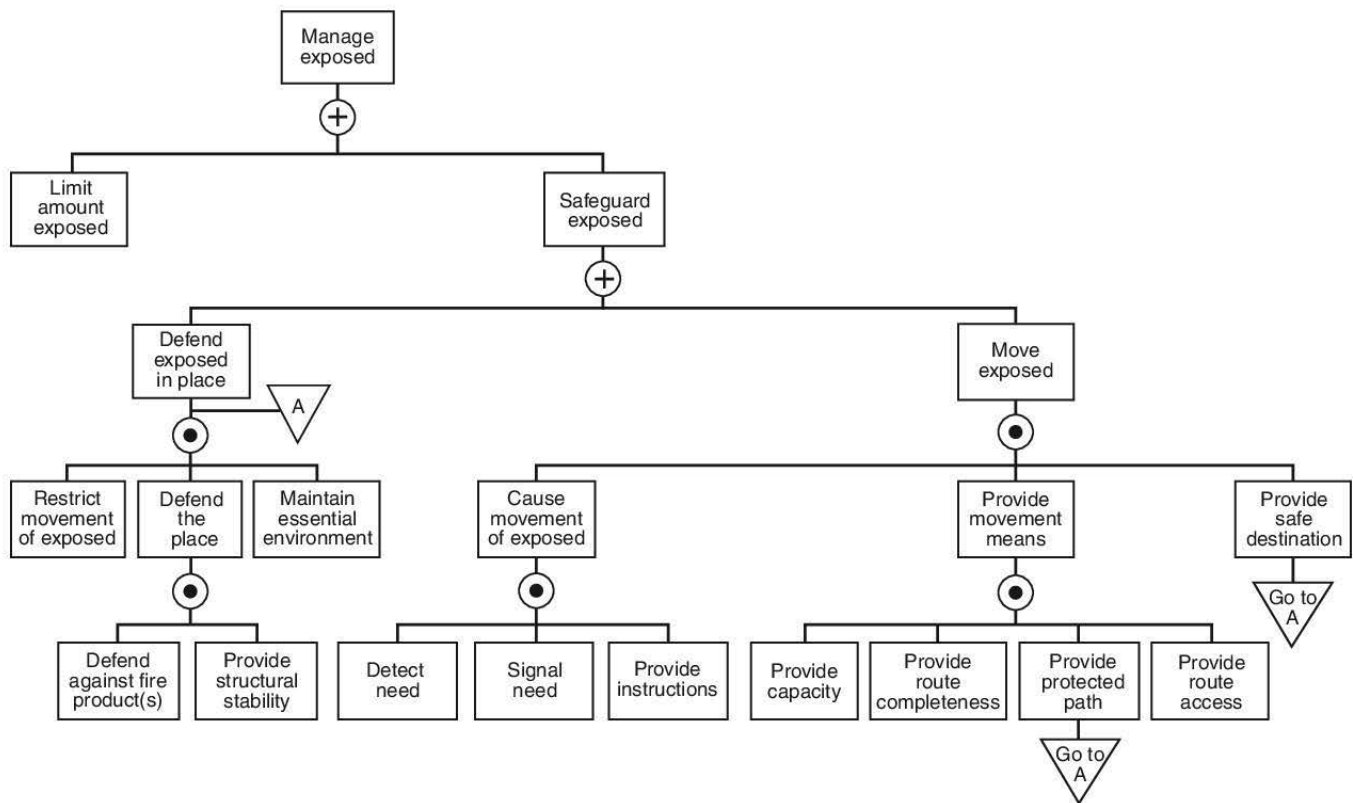 Manage
exposed
+
Limit
amount
exposed
Safeguard
exposed
+
Defend
exposed
in place
A
Move
exposed
Restrict
movement
of exposed
Defend
the
place
Maintain
essential
environment
Cause
movement
of exposed
Provide
movement
means
Provide
safe
destination
Go to
A
Defend
against fire
product(s)
Provide
structural
stability
Detect
need
Signal
need
Provide
instructions
Provide
capacity
Provide
route
completeness
Provide
protected
path
Provide
route
access
Go to
A